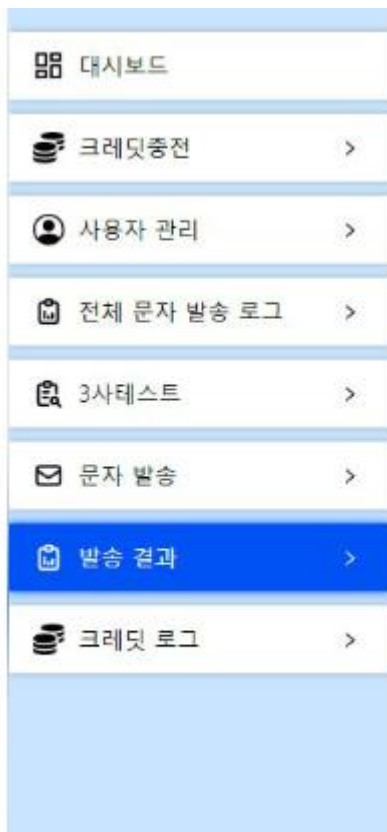 대시보드
크레딧충전
사용자 관리
전체 문자 발송 로그
3사테스트
문자 발송
발송 결과
크레딧 로그